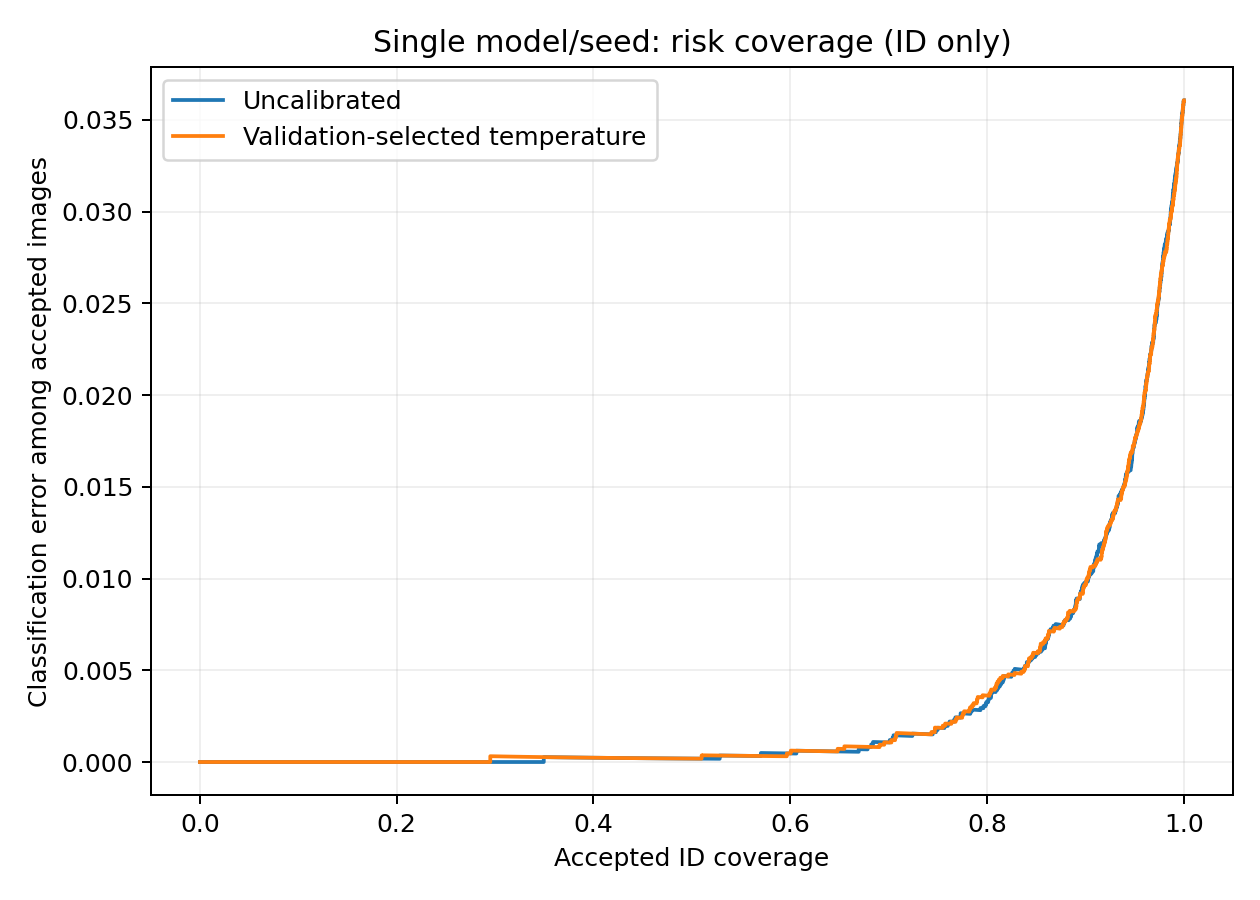 Single model/seed: risk coverage (ID only)
Uncalibrated
Validation-selected temperature
Classification error among accepted images
0.035
0.030
0.025
0.020
0.015
0.010
0.005
0.000
0.0 0.2 0.4 0.6 0.8 1.0
Accepted ID coverage